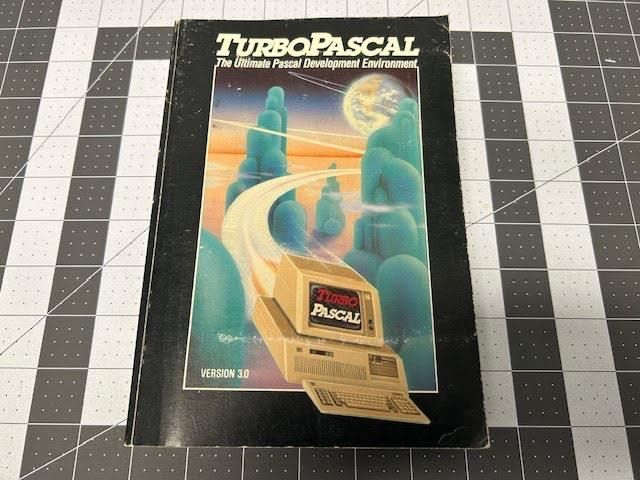 TURBOPASCAL
The Ultimate Pascal Development Environment
TURBO
PASCAL
VERSION 3.0